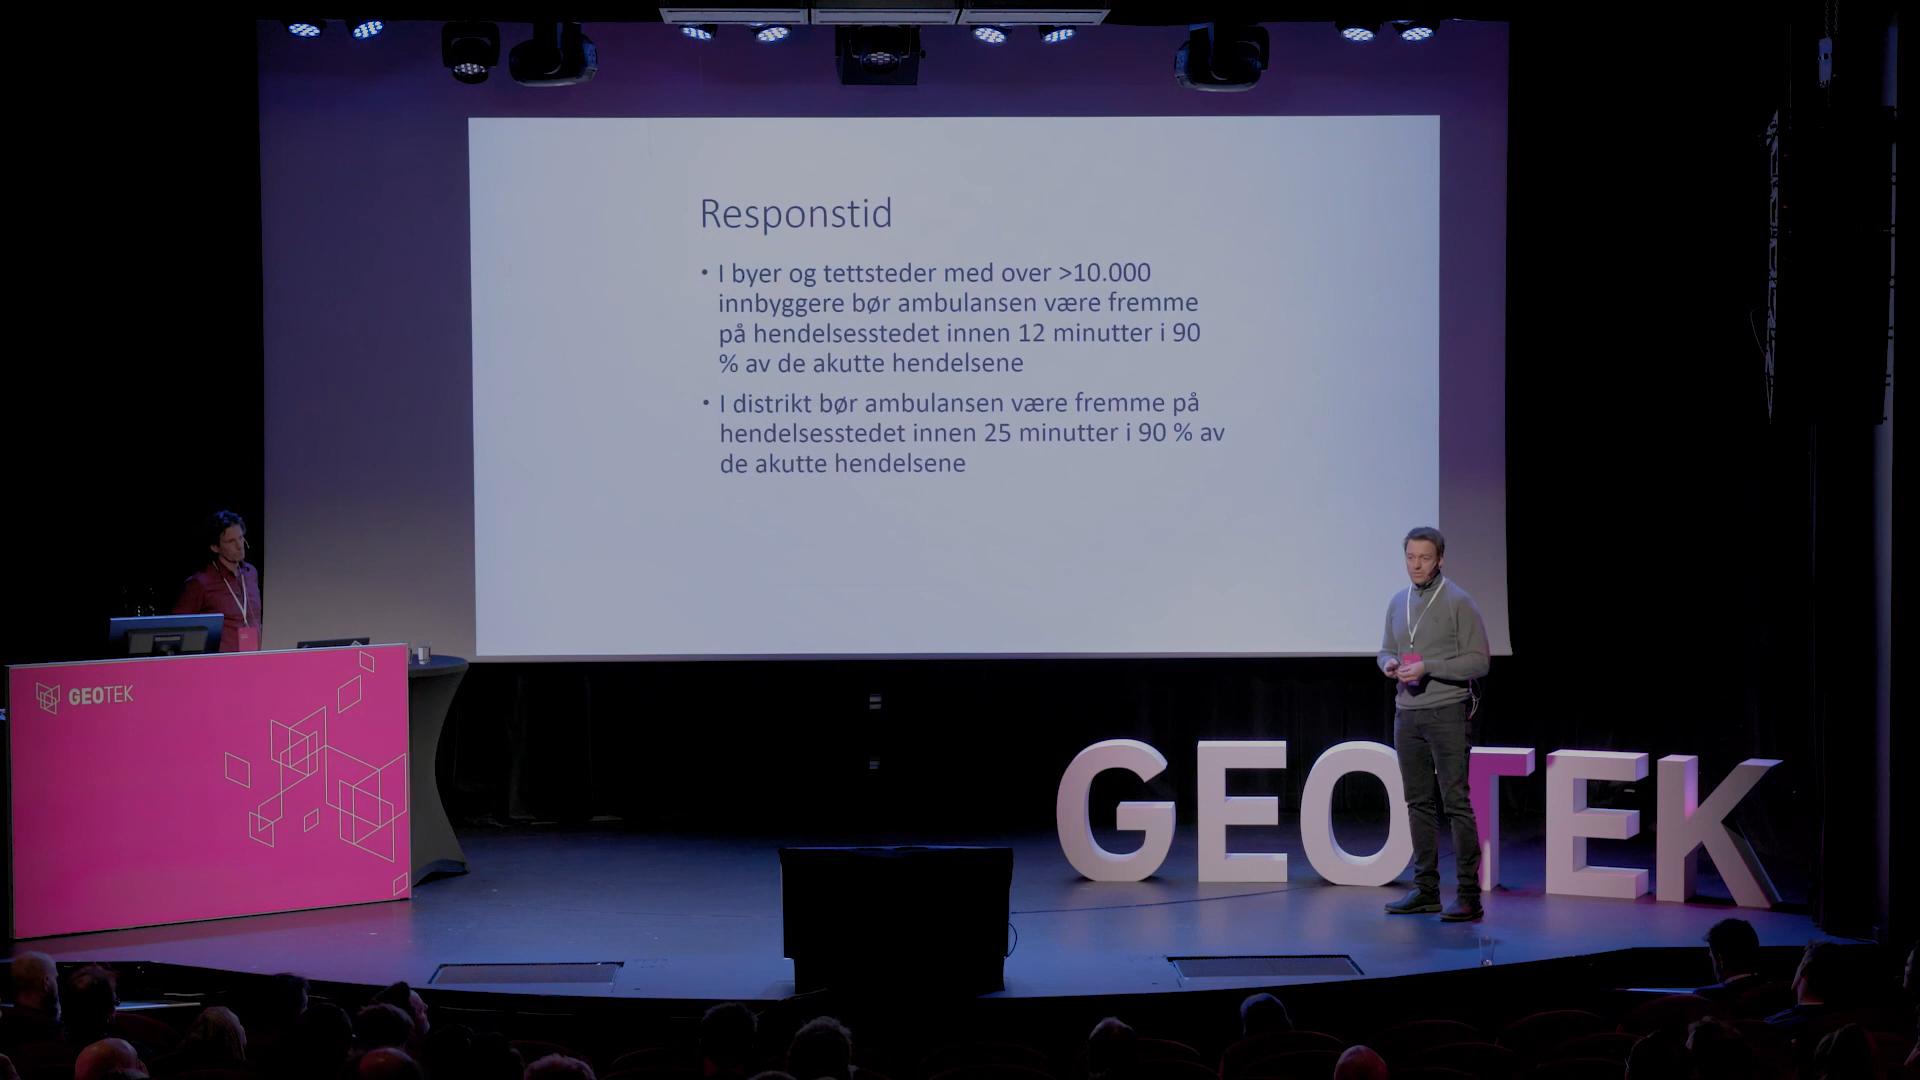 Responstid
• I byer og tettsteder med over >10.000
innbyggere bør ambulansen være fremme
på hendelsesstedet innen 12 minutter i 90
% av de akutte hendelsene
• I distrikt bør ambulansen være fremme på
hendelsesstedet innen 25 minutter i 90 % av
de akutte hendelsene
GEOTEK
GEOTEK